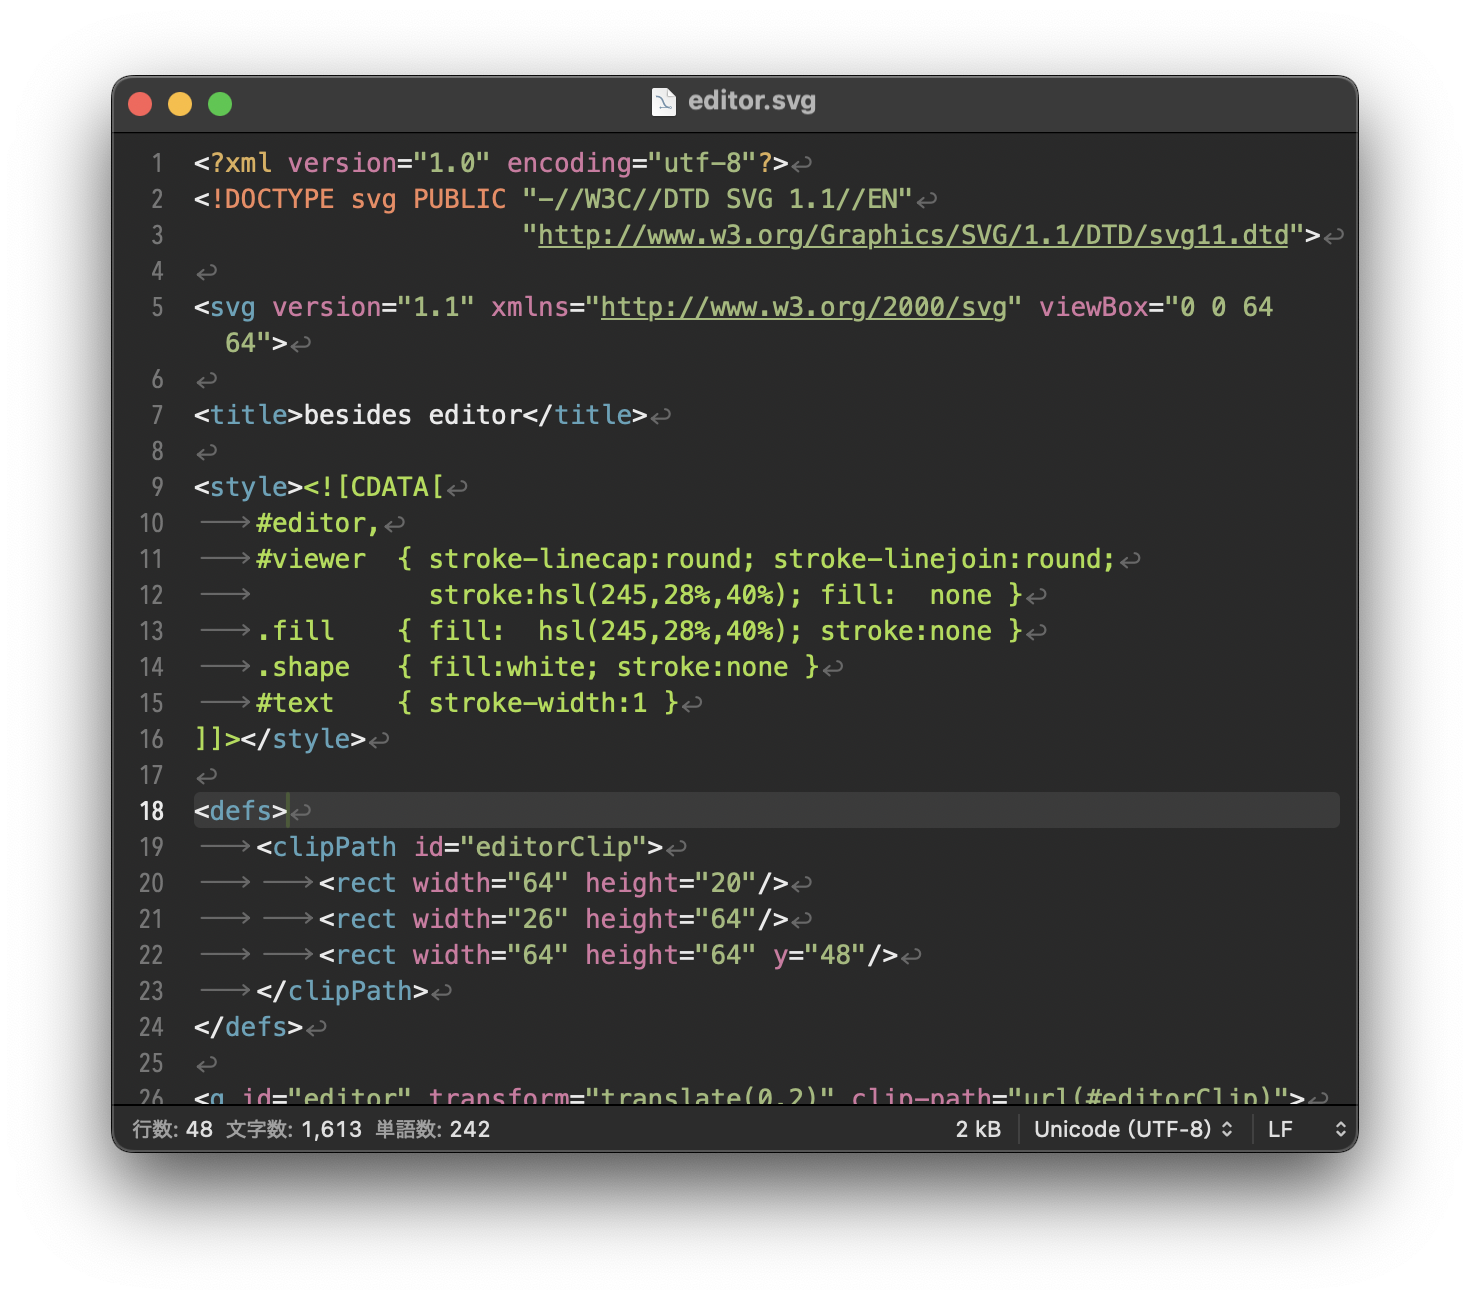 editor.svg
1 <?xml version="1.0" encoding="utf-8"?>↩
2 <!DOCTYPE svg PUBLIC "-//W3C//DTD SVG 1.1//EN"↩
3                      "http://www.w3.org/Graphics/SVG/1.1/DTD/svg11.dtd">↩
4 ↩
5 <svg version="1.1" xmlns="http://www.w3.org/2000/svg" viewBox="0 0 64
  64">↩
6 ↩
7 <title>besides editor</title>↩
8 ↩
9 <style><![CDATA[↩
10 →#editor,↩
11 →#viewer  { stroke-linecap:round; stroke-linejoin:round;↩
12 →           stroke:hsl(245,28%,40%); fill:  none }↩
13 →.fill    { fill:  hsl(245,28%,40%); stroke:none }↩
14 →.shape   { fill:white; stroke:none }↩
15 →#text    { stroke-width:1 }↩
16 ]]></style>↩
17 ↩
18 <defs>↩
19 →<clipPath id="editorClip">↩
20 → →<rect width="64" height="20"/>↩
21 → →<rect width="26" height="64"/>↩
22 → →<rect width="64" height="64" y="48"/>↩
23 →</clipPath>↩
24 </defs>↩
25 ↩
26 <g id="editor" transform="translate(0,2)" clip-path="url(#editorClip)">↩
行数: 48 文字数: 1,613 単語数: 242 2 kB Unicode (UTF-8) LF